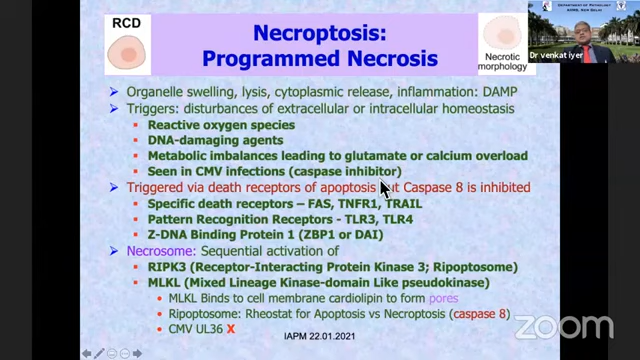 RCD
Necroptosis:
Programmed Necrosis
Necrotic
morphology
DEPARTMENT OF PATHOLOGY
AIIMS, NEW DELHI
Dr venkat iyer
Organelle swelling, lysis, cytoplasmic release, inflammation: DAMP
Triggers: disturbances of extracellular or intracellular homeostasis
Reactive oxygen species
DNA-damaging agents
Metabolic imbalances leading to glutamate or calcium overload
Seen in CMV infections (caspase inhibitor)
Triggered via death receptors of apoptosis but Caspase 8 is inhibited
Specific death receptors – FAS, TNFR1, TRAIL
Pattern Recognition Receptors - TLR3, TLR4
Z-DNA Binding Protein 1 (ZBP1 or DAI)
Necrosome: Sequential activation of
RIPK3 (Receptor-Interacting Protein Kinase 3; Ripoptosome)
MLKL (Mixed Lineage Kinase-domain Like pseudokinase)
MLKL Binds to cell membrane cardiolipin to form pores
Ripoptosome: Rheostat for Apoptosis vs Necroptosis (caspase 8)
CMV UL36 X
IAPM 22.01.2021
zoom